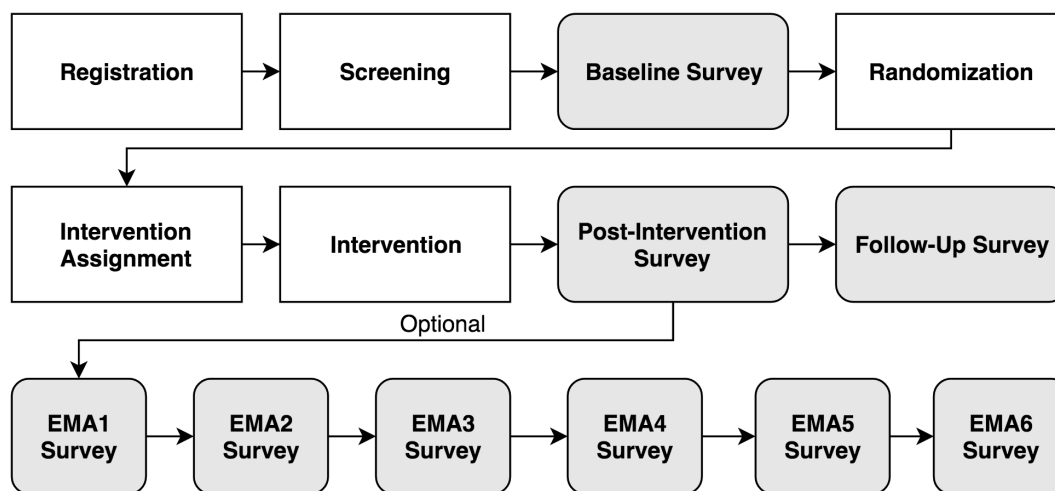 Registration
Screening
Baseline Survey
Randomization
Intervention
Assignment
Intervention
Post-Intervention
Survey
Follow-Up Survey
Optional
EMA1
Survey
EMA2
Survey
EMA3
Survey
EMA4
Survey
EMA5
Survey
EMA6
Survey